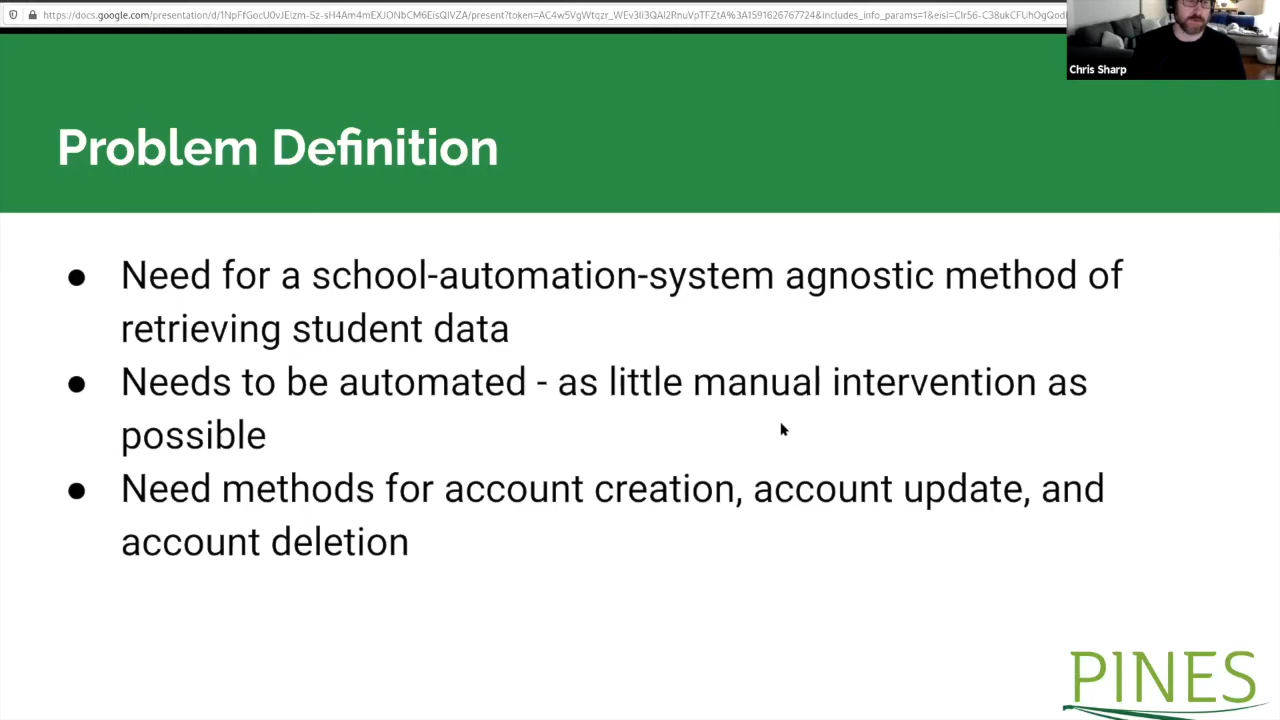 Chris Sharp
Problem Definition
● Need for a school-automation-system agnostic method of
retrieving student data
● Needs to be automated - as little manual intervention as
possible
● Need methods for account creation, account update, and
account deletion
PINES